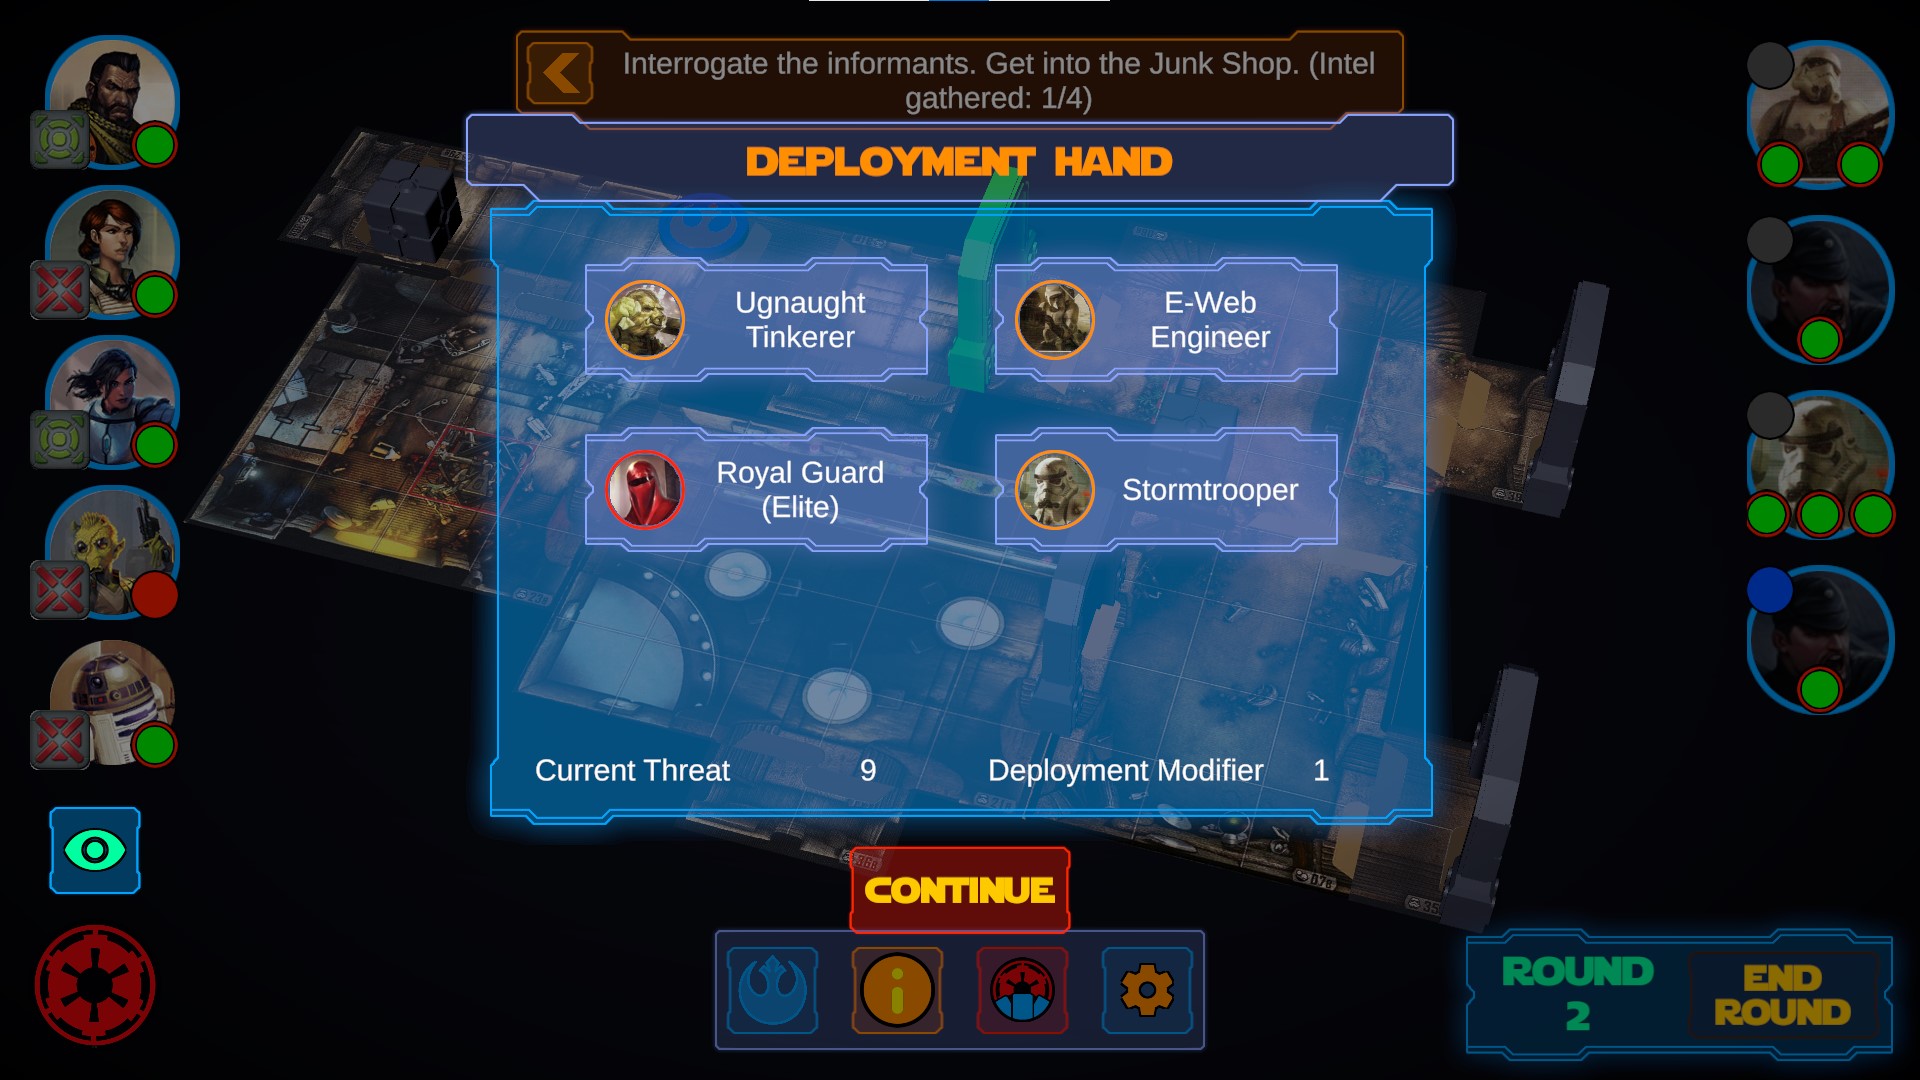 Interrogate the informants. Get into the Junk Shop. (Intel
gathered: 1/4)
DEPLOYMENT HAND
Ugnaught
Tinkerer
E-Web
Engineer
Royal Guard
(Elite)
Stormtrooper
Current Threat 9 Deployment Modifier 1
CONTINUE
ROUND
2
END
ROUND